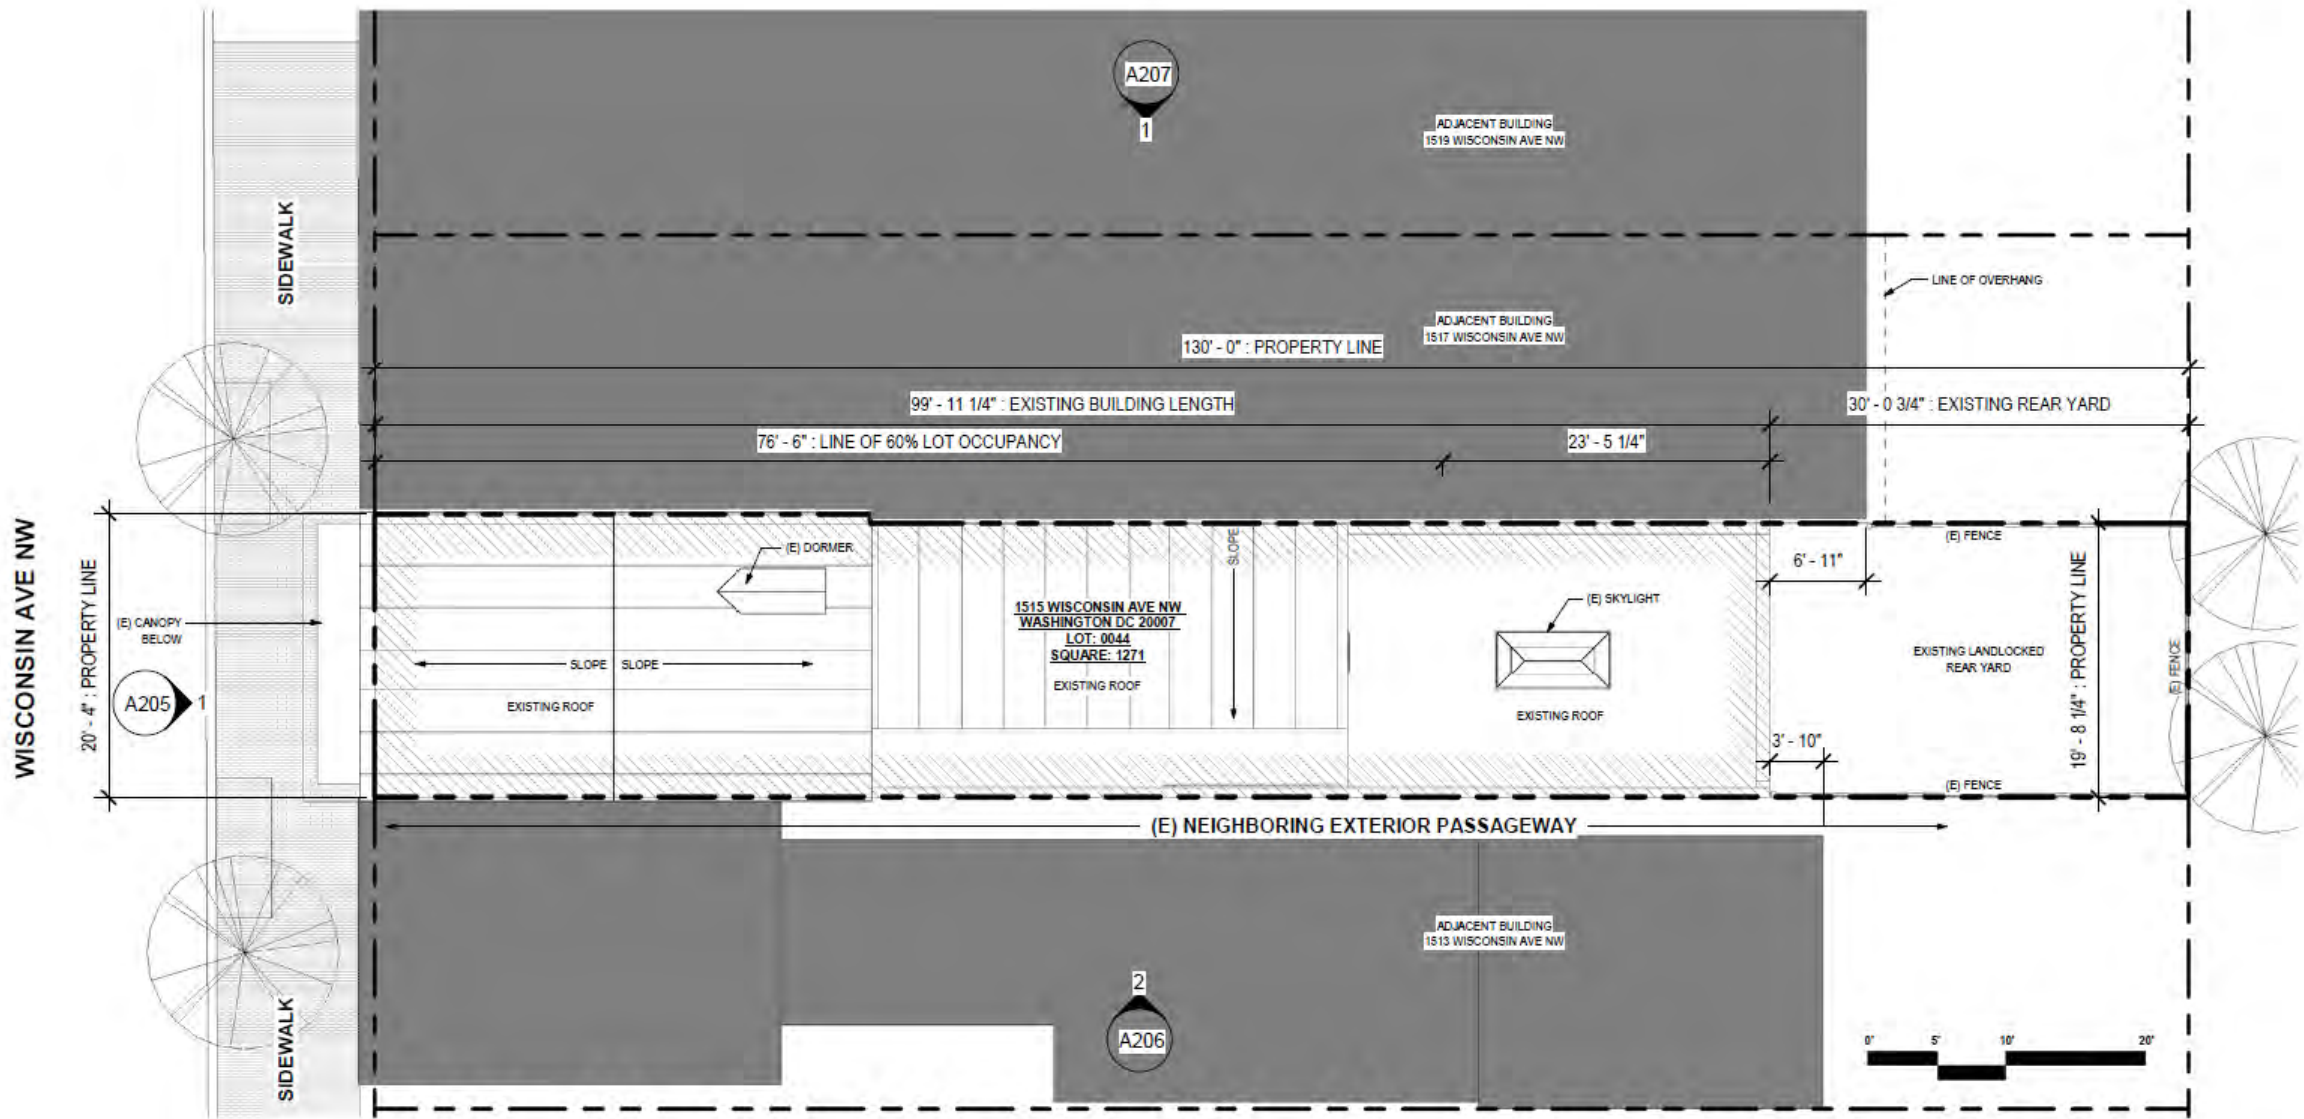 A207
1
ADJACENT BUILDING
1519 WISCONSIN AVE NW
SIDEWALK
LINE OF OVERHANG
ADJACENT BUILDING
1517 WISCONSIN AVE NW
130' - 0" : PROPERTY LINE
99' - 11 1/4" : EXISTING BUILDING LENGTH
30' - 0 3/4" : EXISTING REAR YARD
76' - 6" : LINE OF 60% LOT OCCUPANCY
23' - 5 1/4"
WISCONSIN AVE NW
20' - 4" : PROPERTY LINE
(E) CANOPY
BELOW
A205
1
(E) DORMER
SLOPE
SLOPE
EXISTING ROOF
1515 WISCONSIN AVE NW
WASHINGTON DC 20007
LOT: 0044
SQUARE: 1271
EXISTING ROOF
SLOPE
(E) SKYLIGHT
EXISTING ROOF
6' - 11"
3' - 10"
(E) FENCE
EXISTING LANDLOCKED
REAR YARD
19' - 8 1/4" : PROPERTY LINE
(E) FENCE
(E) FENCE
(E) NEIGHBORING EXTERIOR PASSAGEWAY
ADJACENT BUILDING
1513 WISCONSIN AVE NW
2
A206
SIDEWALK
0'
5'
10'
20'